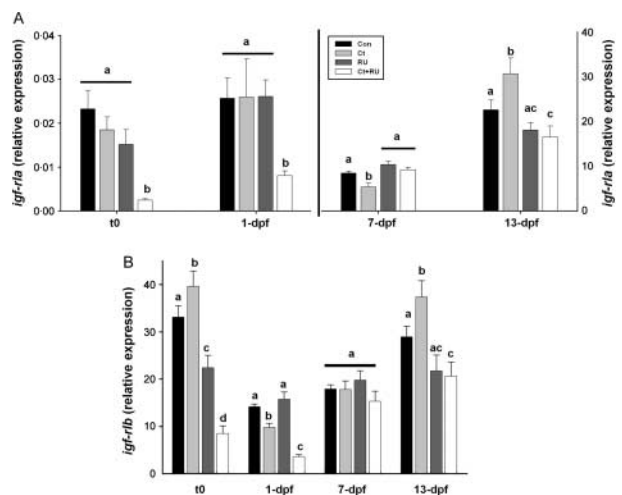 A
0·04
0·03
0·02
0·01
0·00
igf-rIa (relative expression)
a
b
a
b
Con
Ct
RU
Ct+RU
a
b
a
a
b
ac
c
40
30
20
10
0
igf-rIa (relative expression)
t0
1-dpf
7-dpf
13-dpf
B
40
30
20
10
0
igf-rIb (relative expression)
a
b
c
d
a
b
a
c
a
a
b
ac
c
t0
1-dpf
7-dpf
13-dpf